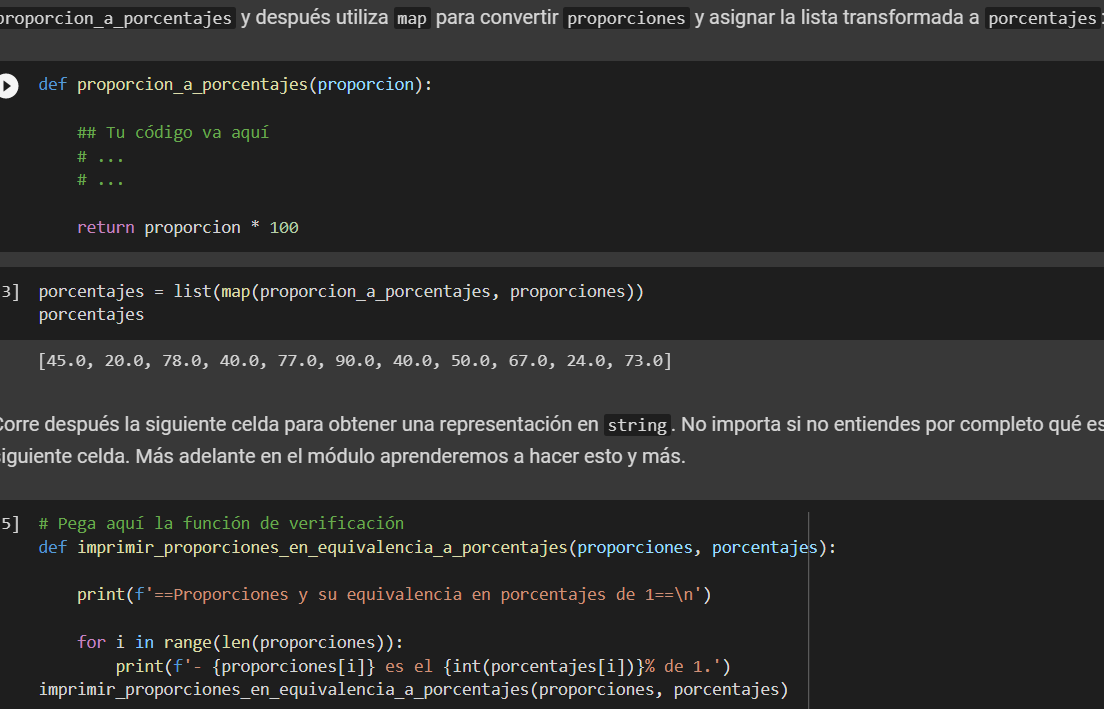 proporcion_a_porcentajes y después utiliza map para convertir proporciones y asignar la lista transformada a porcentajes:
def proporcion_a_porcentajes(proporcion):
## Tu código va aquí
# ...
# ...
return proporcion * 100
3] porcentajes = list(map(proporcion_a_porcentajes, proporciones))
porcentajes
[45.0, 20.0, 78.0, 40.0, 77.0, 90.0, 40.0, 50.0, 67.0, 24.0, 73.0]
Corre después la siguiente celda para obtener una representación en string. No importa si no entiendes por completo qué es
siguiente celda. Más adelante en el módulo aprenderemos a hacer esto y más.
5] # Pega aquí la función de verificación
def imprimir_proporciones_en_equivalencia_a_porcentajes(proporciones, porcentajes):
print(f'==Proporciones y su equivalencia en porcentajes de 1==\n')
for i in range(len(proporciones)):
print(f'- {proporciones[i]} es el {int(porcentajes[i])}% de 1.')
imprimir_proporciones_en_equivalencia_a_porcentajes(proporciones, porcentajes)